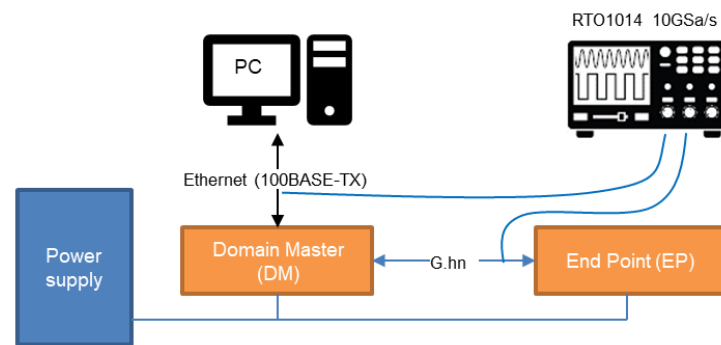 RTO1014 10GSa/s
PC
Ethernet (100BASE-TX)
Power
supply
Domain Master
(DM)
G.hn
End Point (EP)